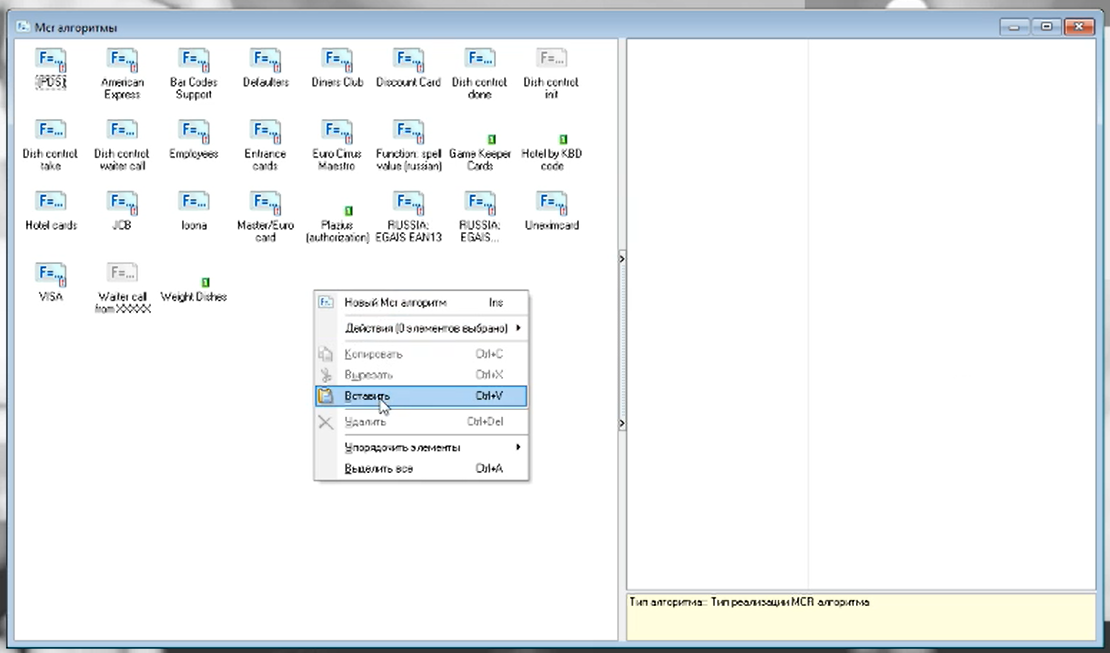 Mcr алгоритмы
(PDS)
American
Express
Bar Codes
Support
Defaulters
Diners Club
Discount Card
Dish control
done
Dish control
init
Dish control
take
Dish control
waiter call
Employees
Entrance
cards
Euro Cirrus
Maestro
Function: spell
value (russian)
Game Keeper
Cards
Hotel by KBD
code
Hotel cards
JCB
loona
Master/Euro
card
Plazius
(authorization)
RUSSIA:
EGAIS EAN13
RUSSIA:
EGAIS...
Uneximcard
VISA
Waiter call
from XXXXX
Weight Dishes
Новый Mcr алгоритм Ins
Действия (0 элементов выбрано)
Копировать Ctrl+C
Вырезать Ctrl+X
Вставить Ctrl+V
Удалить Ctrl+Del
Упорядочить элементы
Выделить все Ctrl+A
Тип алгоритма:: Тип реализации MCR алгоритма